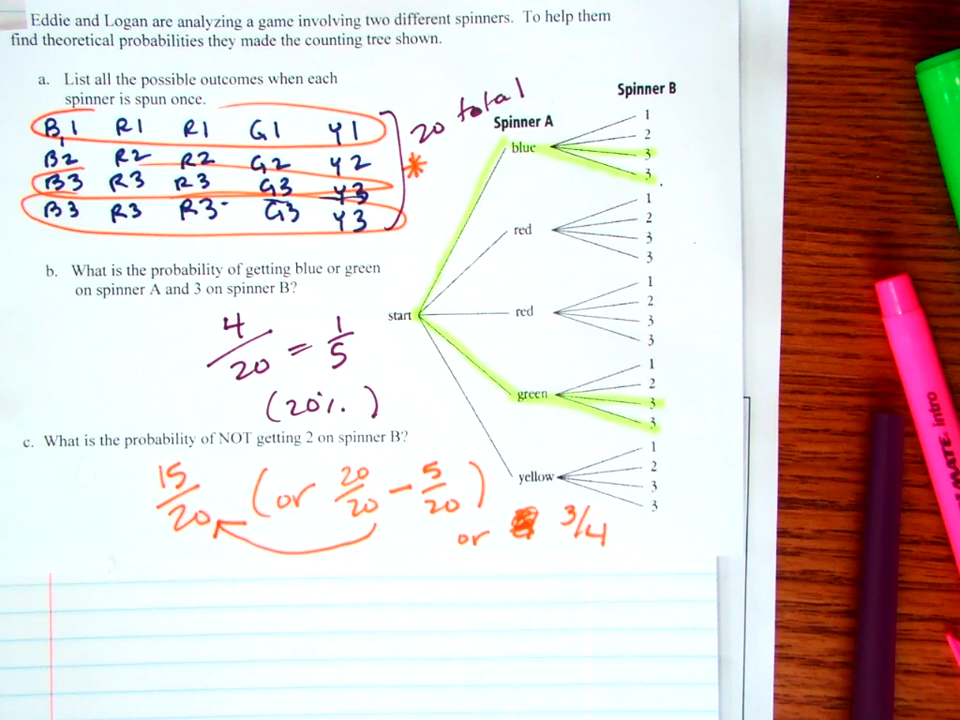 Eddie and Logan are analyzing a game involving two different spinners. To help them
find theoretical probabilities they made the counting tree shown.
a. List all the possible outcomes when each
spinner is spun once.
B,1 R1 R1 G1 Y1
B2 R2 R2 G2 Y2
B3 R3 R3 G3 Y3
B3 R3 R3 G3 Y3
20 total
*
b. What is the probability of getting blue or green
on spinner A and 3 on spinner B?
4/20 = 1/5
(20%.)
c. What is the probability of NOT getting 2 on spinner B?
15/20 (or 20/20 - 5/20)
or 3/4
Spinner A
Spinner B
start
blue
1
2
3
3
red
1
2
3
3
red
1
2
3
3
green
1
2
3
3
yellow
1
2
3
3
MATE. intro